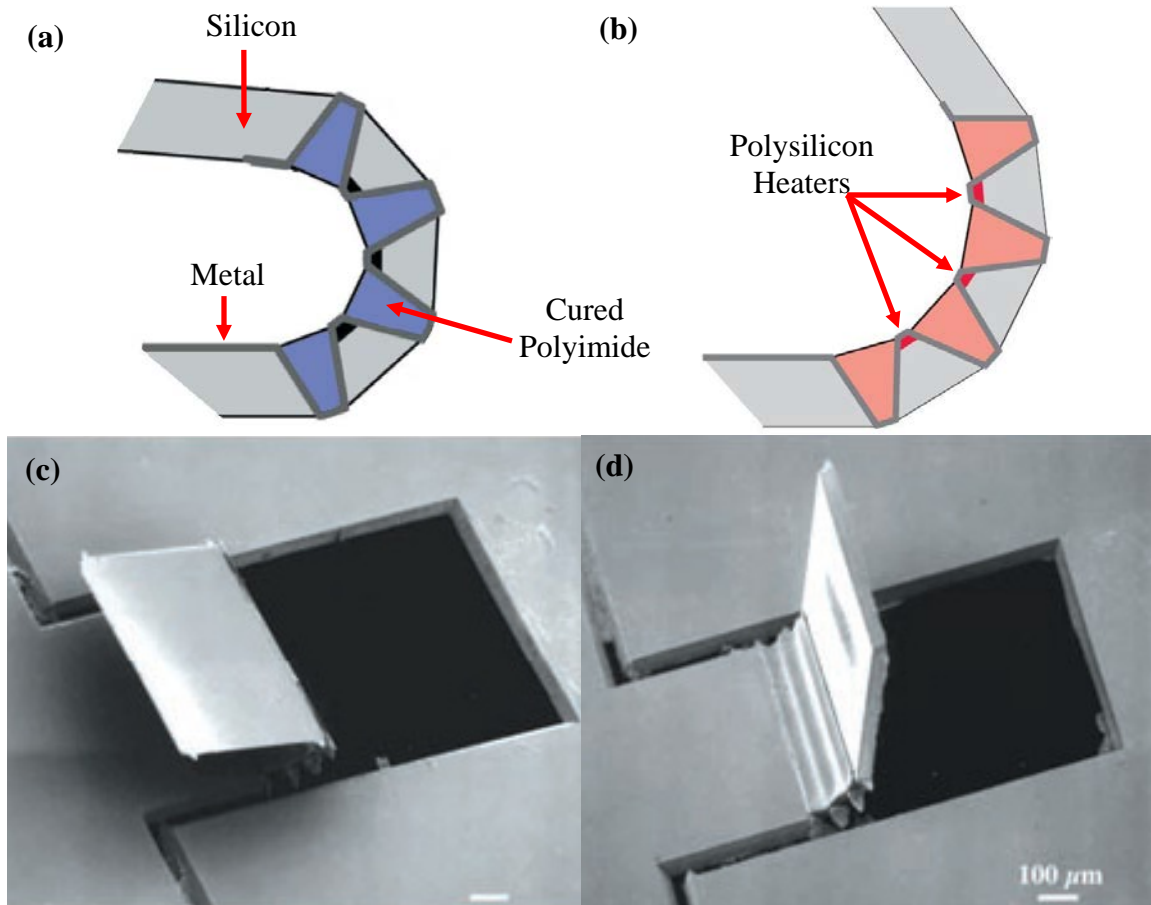 (a)
Silicon
(b)
Polysilicon
Heaters
Metal
Cured
Polyimide
(c)
(d)
100 μm